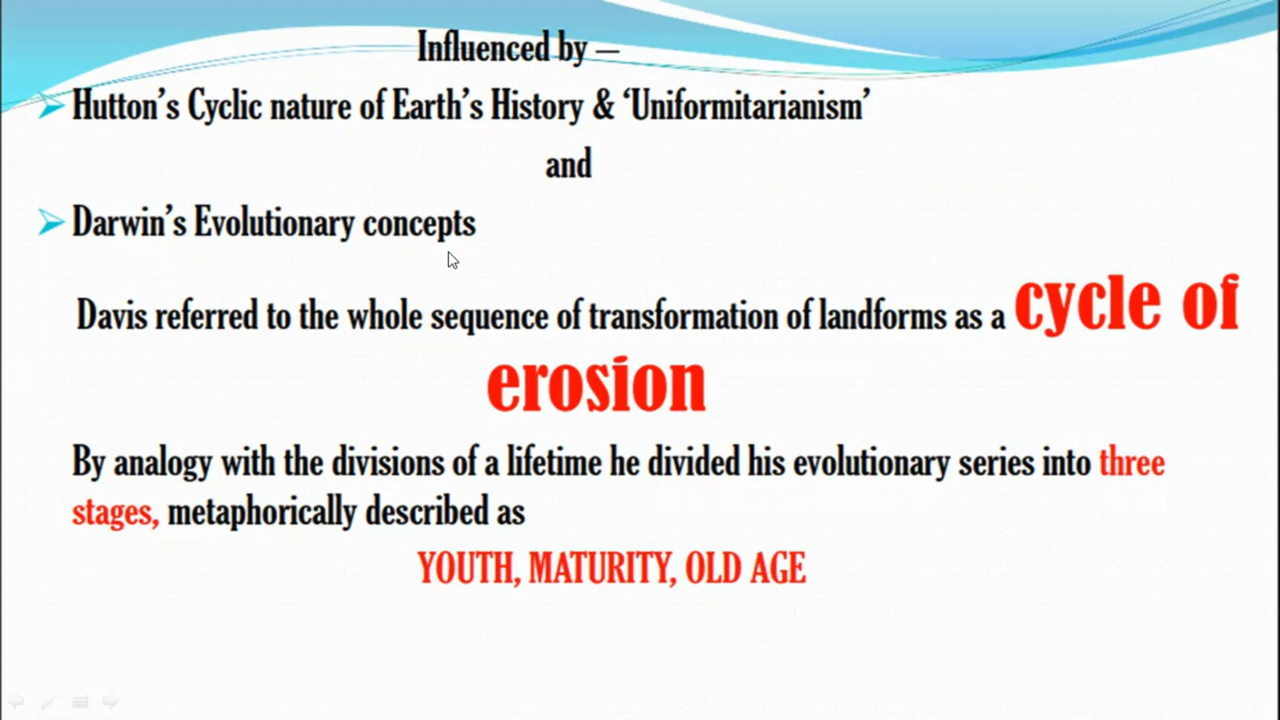 Influenced by –
Hutton's Cyclic nature of Earth's History & 'Uniformitarianism'
and
Darwin's Evolutionary concepts
Davis referred to the whole sequence of transformation of landforms as a cycle of
erosion
By analogy with the divisions of a lifetime he divided his evolutionary series into three
stages, metaphorically described as
YOUTH, MATURITY, OLD AGE